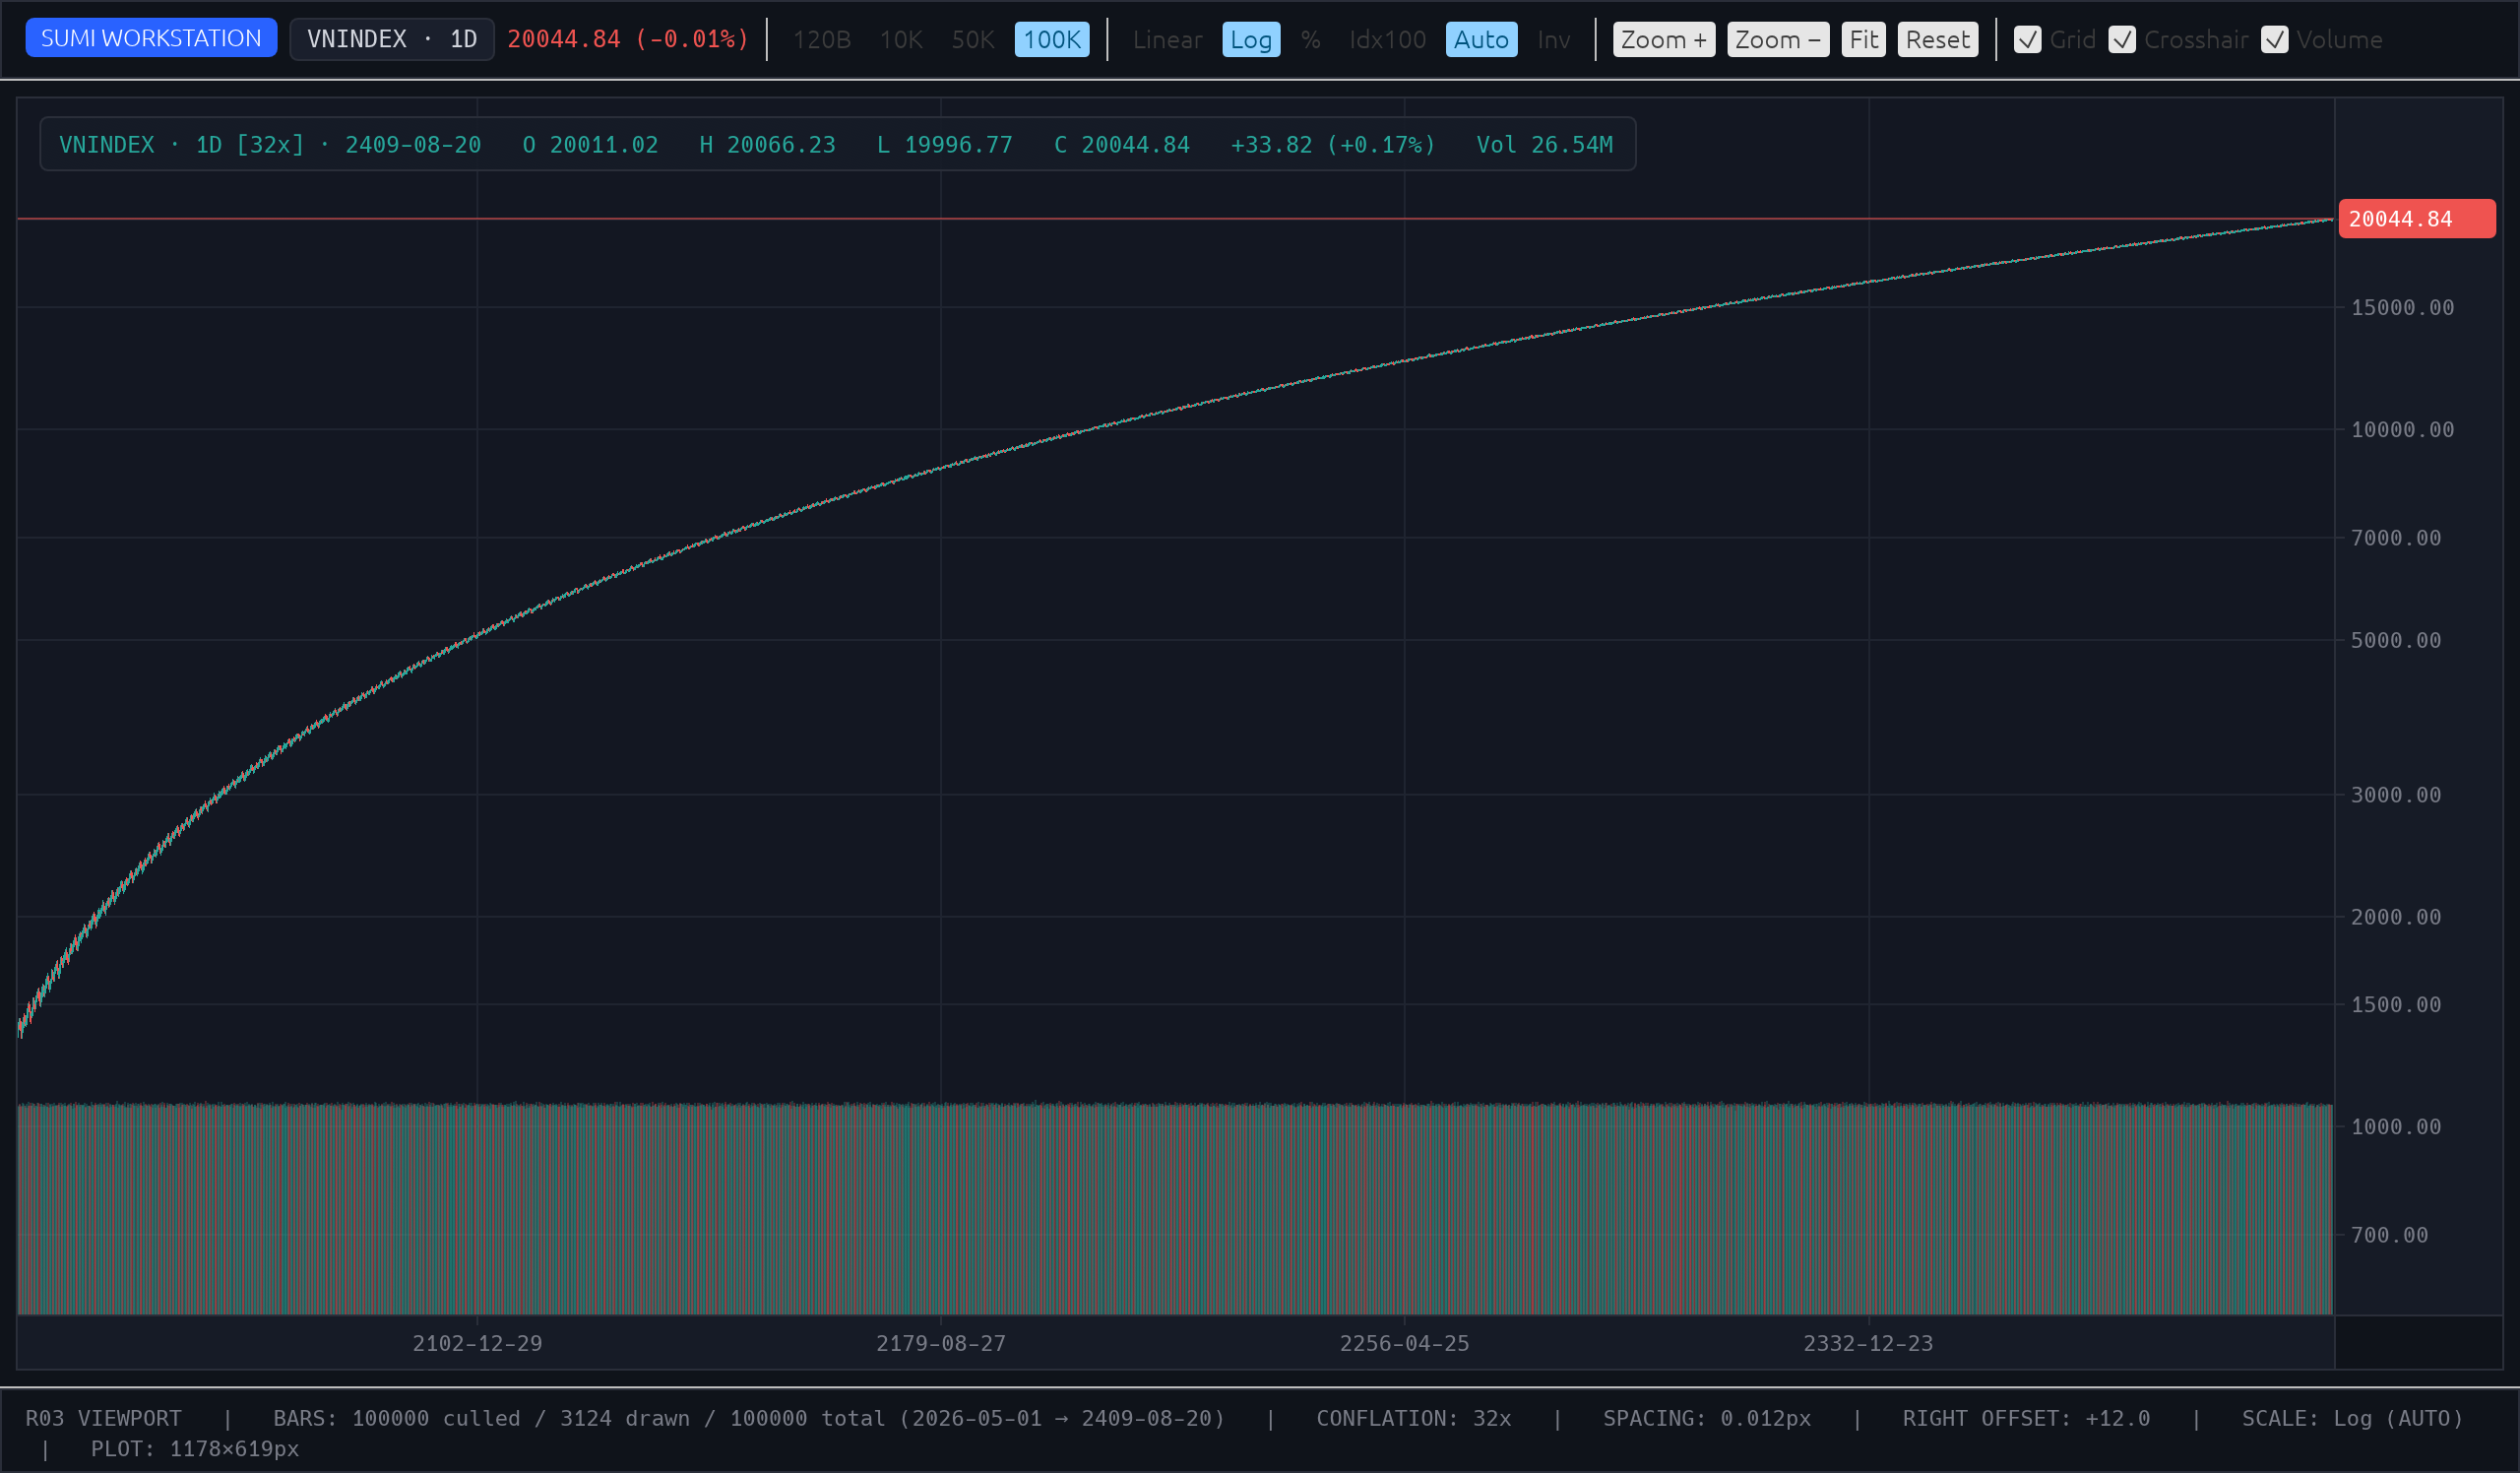 SUMI WORKSTATION VNINDEX · 1D 20044.84 (-0.01%) 120B 10K 50K 100K Linear Log % Idx100 Auto Inv Zoom + Zoom − Fit Reset Grid Crosshair Volume
VNINDEX · 1D [32x] · 2409-08-20 O 20011.02 H 20066.23 L 19996.77 C 20044.84 +33.82 (+0.17%) Vol 26.54M
20044.84
15000.00
10000.00
7000.00
5000.00
3000.00
2000.00
1500.00
1000.00
700.00
2102-12-29 2179-08-27 2256-04-25 2332-12-23
R03 VIEWPORT | BARS: 100000 culled / 3124 drawn / 100000 total (2026-05-01 → 2409-08-20) | CONFLATION: 32x | SPACING: 0.012px | RIGHT OFFSET: +12.0 | SCALE: Log (AUTO)
| PLOT: 1178×619px